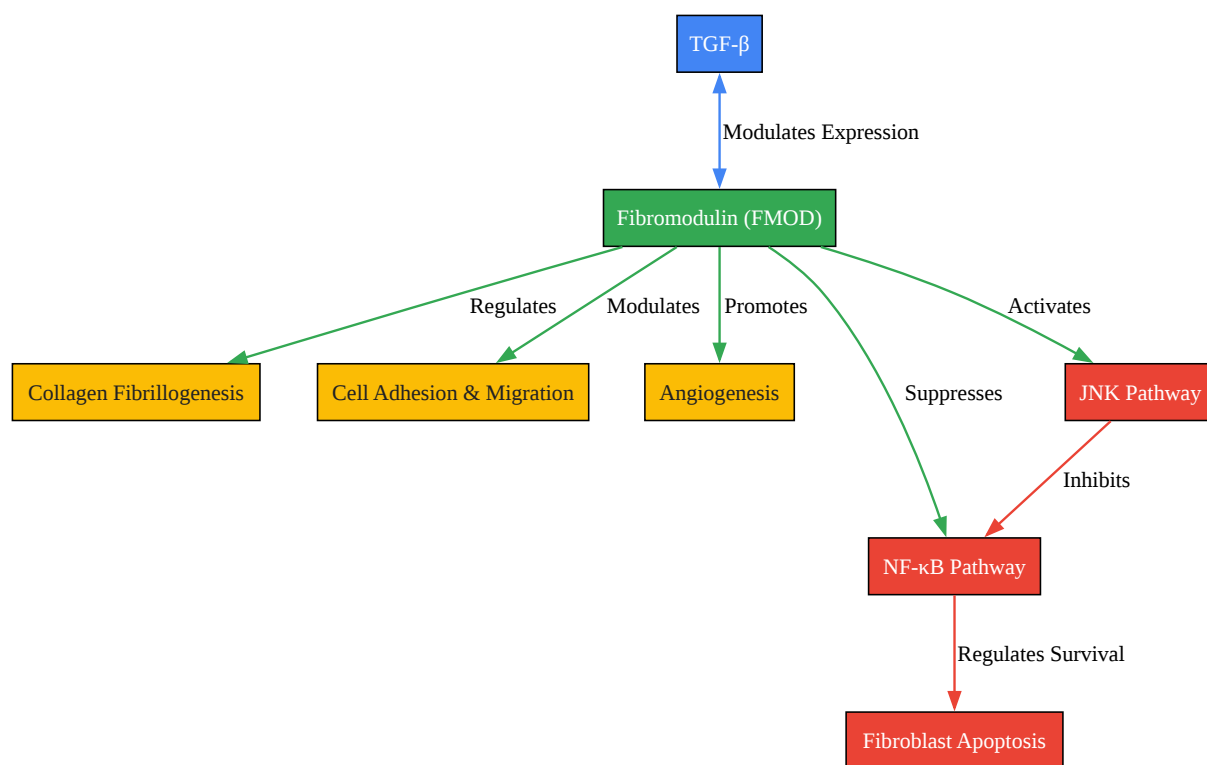 TGF-β
Modulates Expression
Fibromodulin (FMOD)
Regulates
Modulates
Promotes
Activates
Collagen Fibrillogenesis
Cell Adhesion & Migration
Angiogenesis
Suppresses
JNK Pathway
Inhibits
NF-κB Pathway
Regulates Survival
Fibroblast Apoptosis